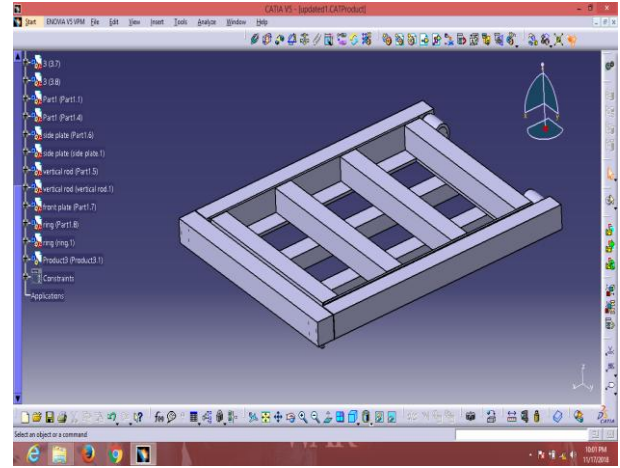 CATIA V5 - [updated1.CATProduct]
Start ENOVIA V5 VPM File Edit View Insert Tools Analyze Window Help
3 (3.7)
3 (3.8)
Part1 (Part1.1)
Part1 (Part1.4)
side plate (Part1.6)
side plate (side plate.1)
vertical rod (Part1.5)
vertical rod (vertical rod.1)
front plate (Part1.7)
ring (Part1.8)
ring (ring.1)
Product3 (Product3.1)
Constraints
Applications
Select an object or a command
10:01 PM
11/17/2018